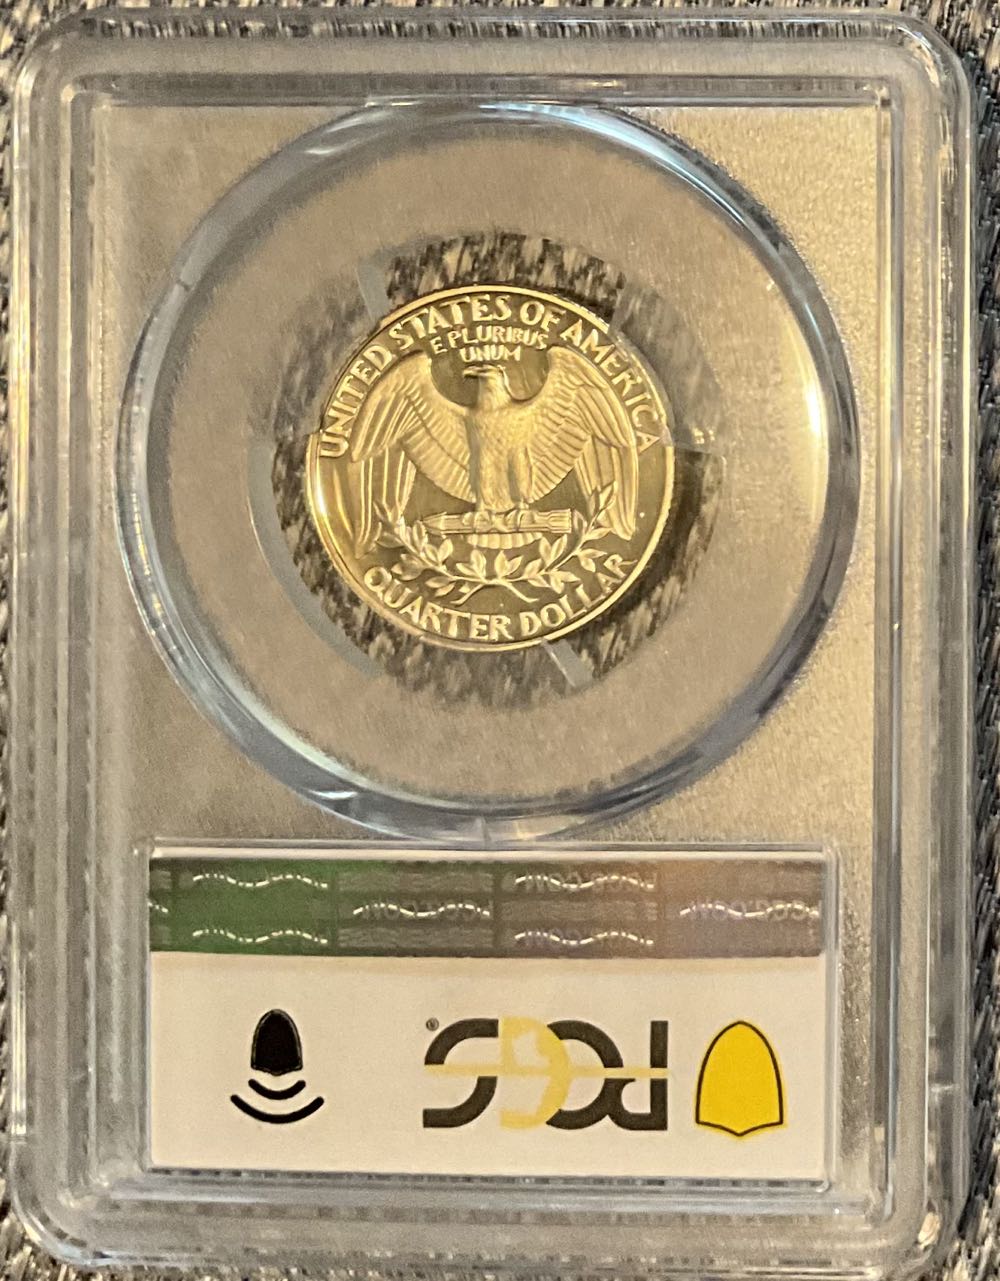 UNITED STATES OF AMERICA
E PLURIBUS
UNUM
QUARTER DOLLAR
PCGS®